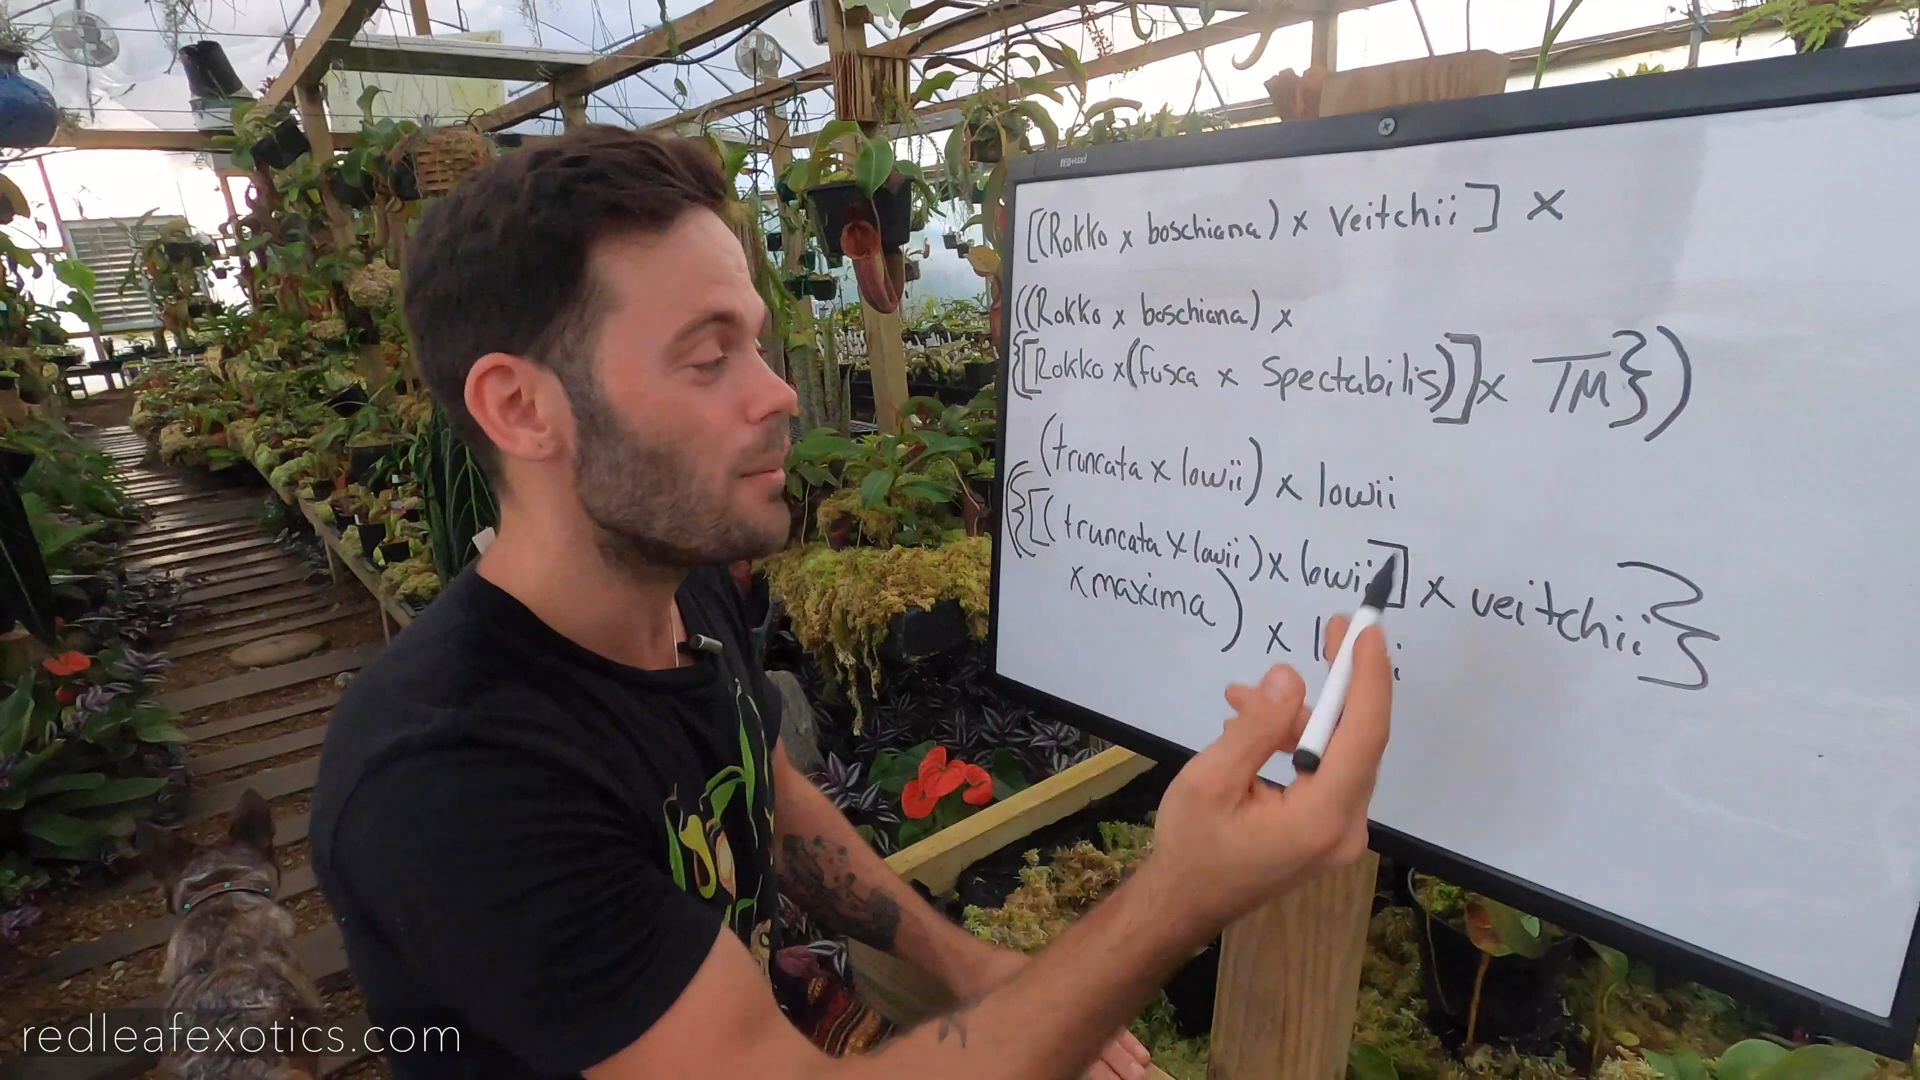 [(Rokko x boschiana) x veitchii] x
((Rokko x boschiana) x
{[Rokko x(fusca x Spectabilis)] x TM})
(truncata x lowii) x lowii
({[(truncata x lowii) x lowii] x veitchii}
x maxima) x
redleafexotics.com